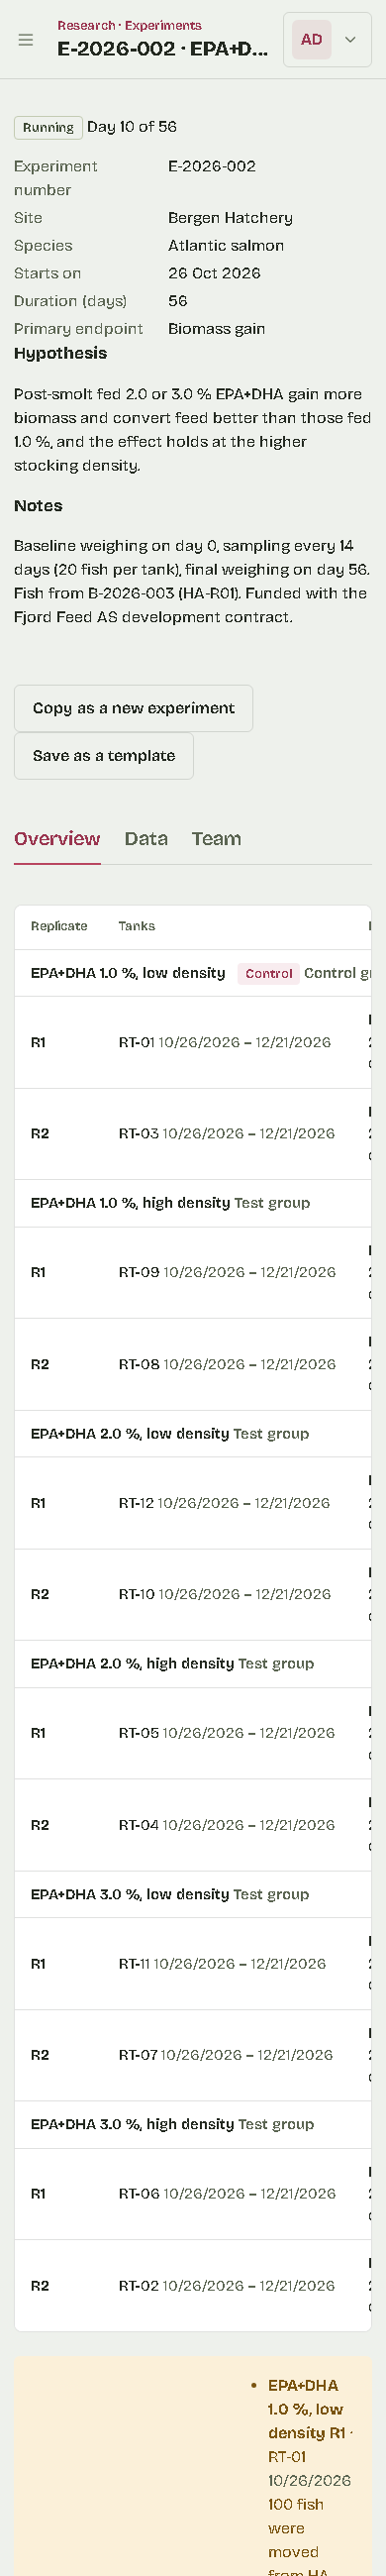 Research · Experiments
E-2026-002 · EPA+D...
AD
Running Day 10 of 56
Experiment number E-2026-002
Site Bergen Hatchery
Species Atlantic salmon
Starts on 26 Oct 2026
Duration (days) 56
Primary endpoint Biomass gain
Hypothesis
Post-smolt fed 2.0 or 3.0 % EPA+DHA gain more
biomass and convert feed better than those fed
1.0 %, and the effect holds at the higher
stocking density.
Notes
Baseline weighing on day 0, sampling every 14
days (20 fish per tank), final weighing on day 56.
Fish from B-2026-003 (HA-R01). Funded with the
Fjord Feed AS development contract.
Copy as a new experiment
Save as a template
Overview Data Team
Replicate Tanks
EPA+DHA 1.0 %, low density Control Control gr
R1 RT-01 10/26/2026 – 12/21/2026
R2 RT-03 10/26/2026 – 12/21/2026
EPA+DHA 1.0 %, high density Test group
R1 RT-09 10/26/2026 – 12/21/2026
R2 RT-08 10/26/2026 – 12/21/2026
EPA+DHA 2.0 %, low density Test group
R1 RT-12 10/26/2026 – 12/21/2026
R2 RT-10 10/26/2026 – 12/21/2026
EPA+DHA 2.0 %, high density Test group
R1 RT-05 10/26/2026 – 12/21/2026
R2 RT-04 10/26/2026 – 12/21/2026
EPA+DHA 3.0 %, low density Test group
R1 RT-11 10/26/2026 – 12/21/2026
R2 RT-07 10/26/2026 – 12/21/2026
EPA+DHA 3.0 %, high density Test group
R1 RT-06 10/26/2026 – 12/21/2026
R2 RT-02 10/26/2026 – 12/21/2026
• EPA+DHA
1.0 %, low
density R1 ·
RT-01
10/26/2026
100 fish
were
moved
from HA